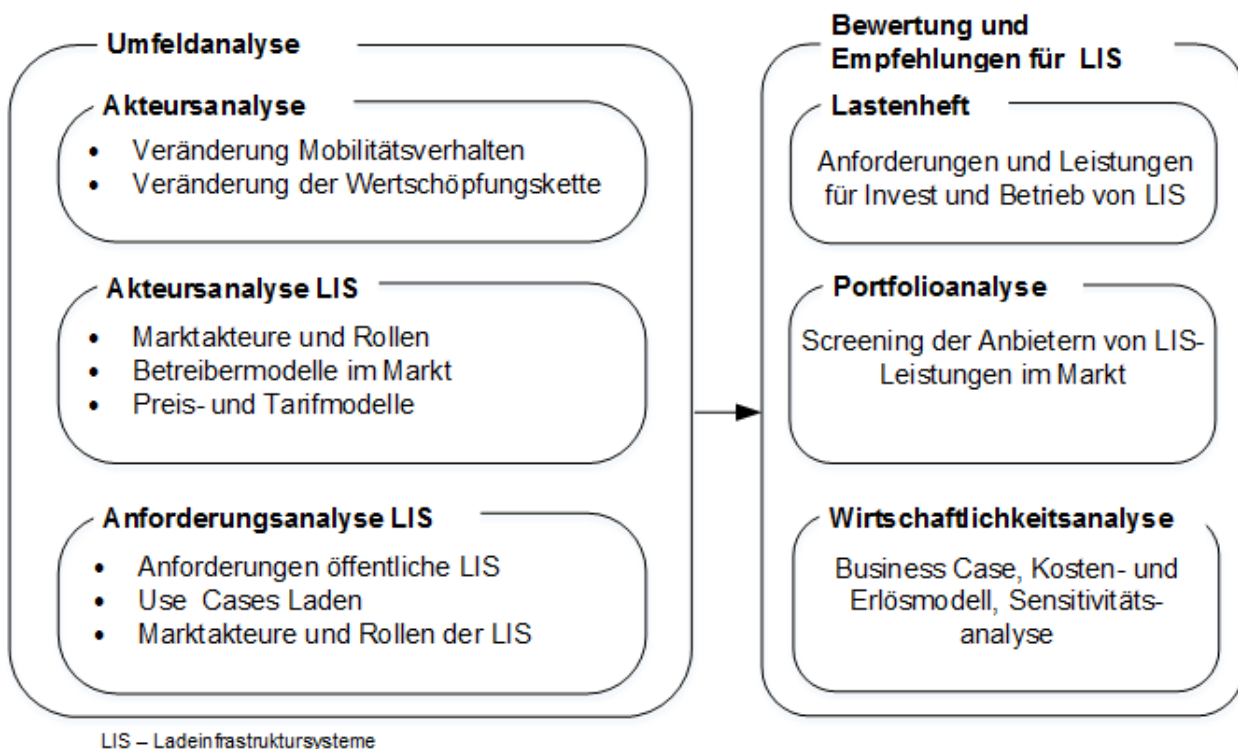 Umfeldanalyse
Akteursanalyse
• Veränderung Mobilitätsverhalten
• Veränderung der Wertschöpfungskette
Akteursanalyse LIS
• Marktakteure und Rollen
• Betreibermodelle im Markt
• Preis- und Tarifmodelle
Anforderungsanalyse LIS
• Anforderungen öffentliche LIS
• Use Cases Laden
• Marktakteure und Rollen der LIS
Bewertung und
Empfehlungen für LIS
Lastenheft
Anforderungen und Leistungen
für Invest und Betrieb von LIS
Portfolioanalyse
Screening der Anbietern von LIS-
Leistungen im Markt
Wirtschaftlichkeitsanalyse
Business Case, Kosten- und
Erlösmodell, Sensitivitäts-
analyse
LIS – Ladeinfrastruktursysteme